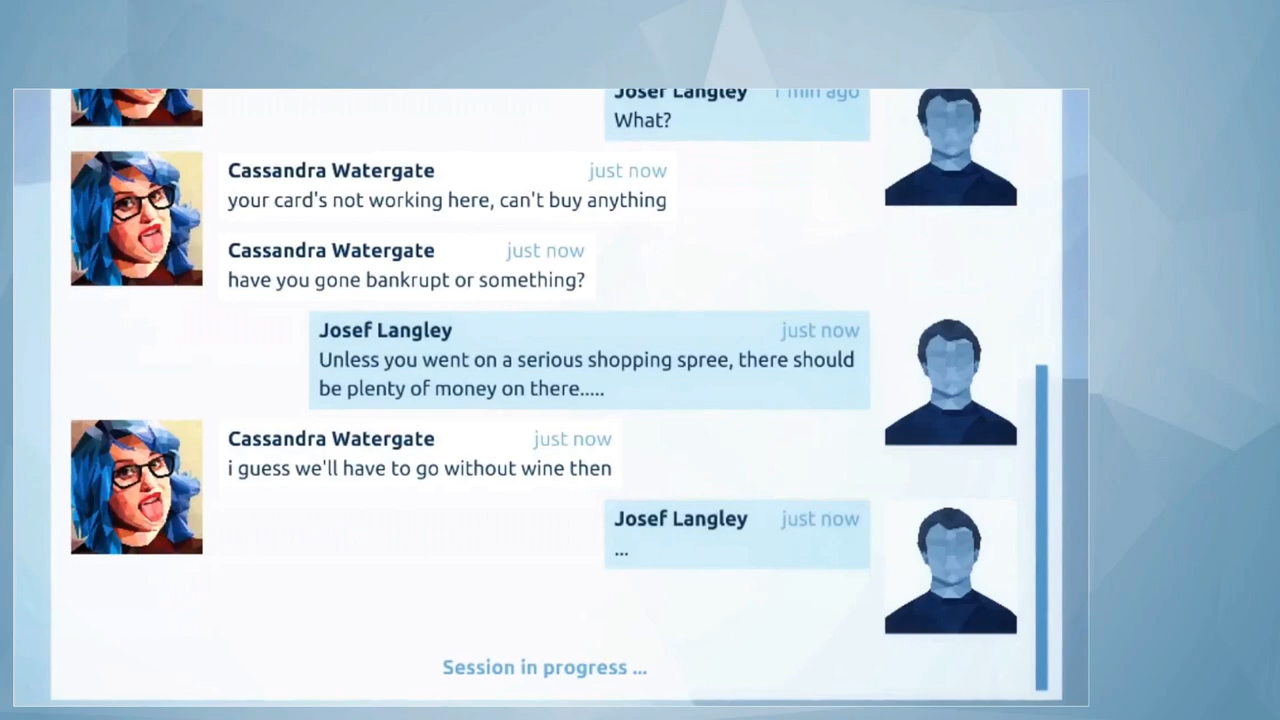 Josef Langley 1 min ago
What?
Cassandra Watergate just now
your card's not working here, can't buy anything
Cassandra Watergate just now
have you gone bankrupt or something?
Josef Langley just now
Unless you went on a serious shopping spree, there should
be plenty of money on there.....
Cassandra Watergate just now
i guess we'll have to go without wine then
Josef Langley just now
...
Session in progress ...